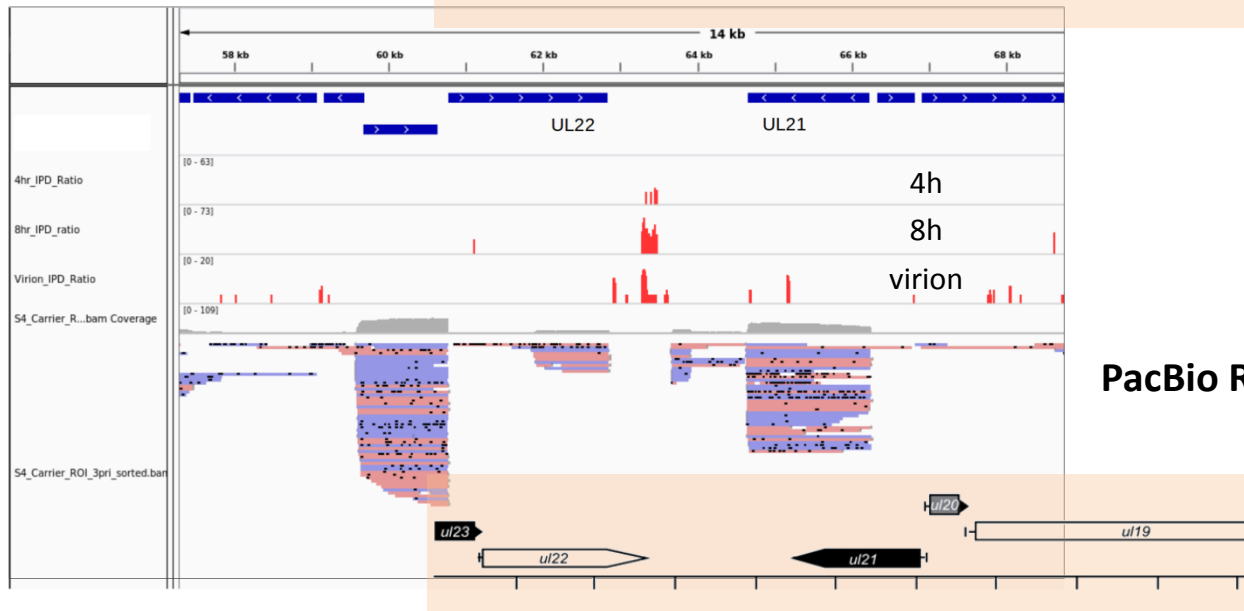 14 kb
58 kb 60 kb 62 kb 64 kb 66 kb 68 kb
UL22 UL21
[0 - 63]
4hr_IPD_Ratio 4h
[0 - 73]
8hr_IPD_ratio 8h
[0 - 20]
Virion_IPD_Ratio virion
[0 - 109]
S4_Carrier_R...bam Coverage
PacBio R
S4_Carrier_ROI_3pri_sorted.bam
ul20
ul23 ul19
ul22 ul21